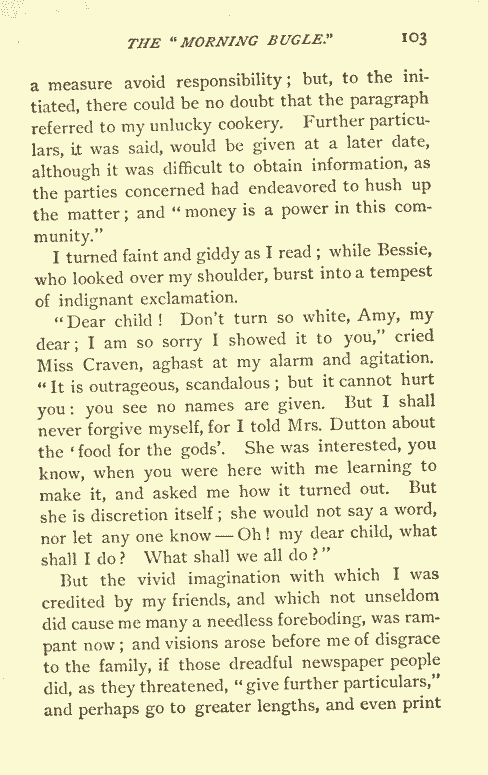 THE "MORNING BUGLE." 103
a measure avoid responsibility; but, to the ini-
tiated, there could be no doubt that the paragraph
referred to my unlucky cookery. Further particu-
lars, it was said, would be given at a later date,
although it was difficult to obtain information, as
the parties concerned had endeavored to hush up
the matter; and "money is a power in this com-
munity."
I turned faint and giddy as I read; while Bessie,
who looked over my shoulder, burst into a tempest
of indignant exclamation.
"Dear child! Don't turn so white, Amy, my
dear; I am so sorry I showed it to you," cried
Miss Craven, aghast at my alarm and agitation.
"It is outrageous, scandalous; but it cannot hurt
you: you see no names are given. But I shall
never forgive myself, for I told Mrs. Dutton about
the 'food for the gods'. She was interested, you
know, when you were here with me learning to
make it, and asked me how it turned out. But
she is discretion itself; she would not say a word,
nor let any one know — Oh! my dear child, what
shall I do? What shall we all do?"
But the vivid imagination with which I was
credited by my friends, and which not unseldom
did cause me many a needless foreboding, was ram-
pant now; and visions arose before me of disgrace
to the family, if those dreadful newspaper people
did, as they threatened, "give further particulars,"
and perhaps go to greater lengths, and even print